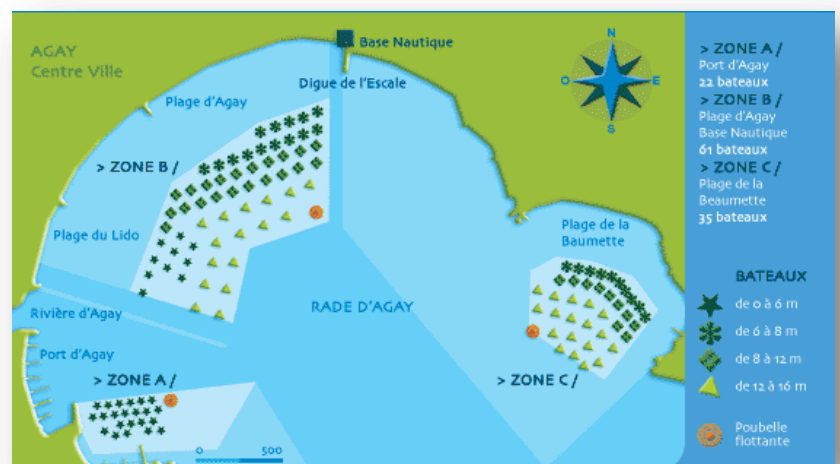 AGAY
Centre Ville
Base Nautique
Digue de l'Escale
Plage d'Agay
> ZONE B /
Plage du Lido
Rivière d'Agay
Port d'Agay
> ZONE A /
RADE D'AGAY
Plage de la
Baumette
> ZONE C /
N
O
E
S
0 500
> ZONE A /
Port d'Agay
22 bateaux
> ZONE B /
Plage d'Agay
Base Nautique
61 bateaux
> ZONE C /
Plage de la
Beaumette
35 bateaux
BATEAUX
de 0 à 6 m
de 6 à 8 m
de 8 à 12 m
de 12 à 16 m
Poubelle
flottante